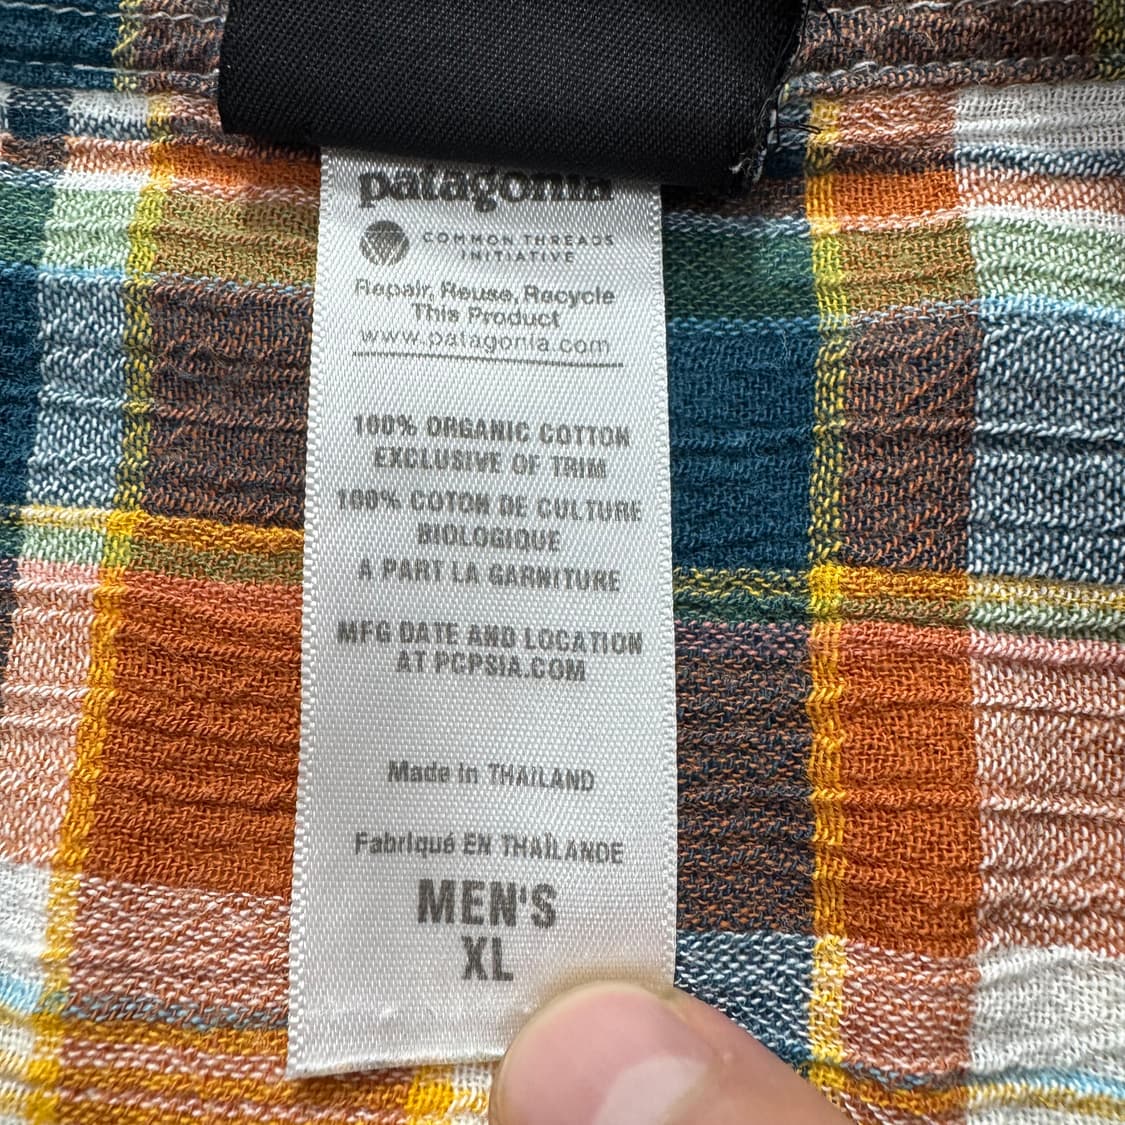 patagonia
COMMON THREADS
INITIATIVE
Repair, Reuse, Recycle
This Product
www.patagonia.com
100% ORGANIC COTTON
EXCLUSIVE OF TRIM
100% COTON DE CULTURE
BIOLOGIQUE
A PART LA GARNITURE
MFG DATE AND LOCATION
AT PCPSIA.COM
Made in THAILAND
Fabriqué EN THAÏLANDE
MEN'S
XL